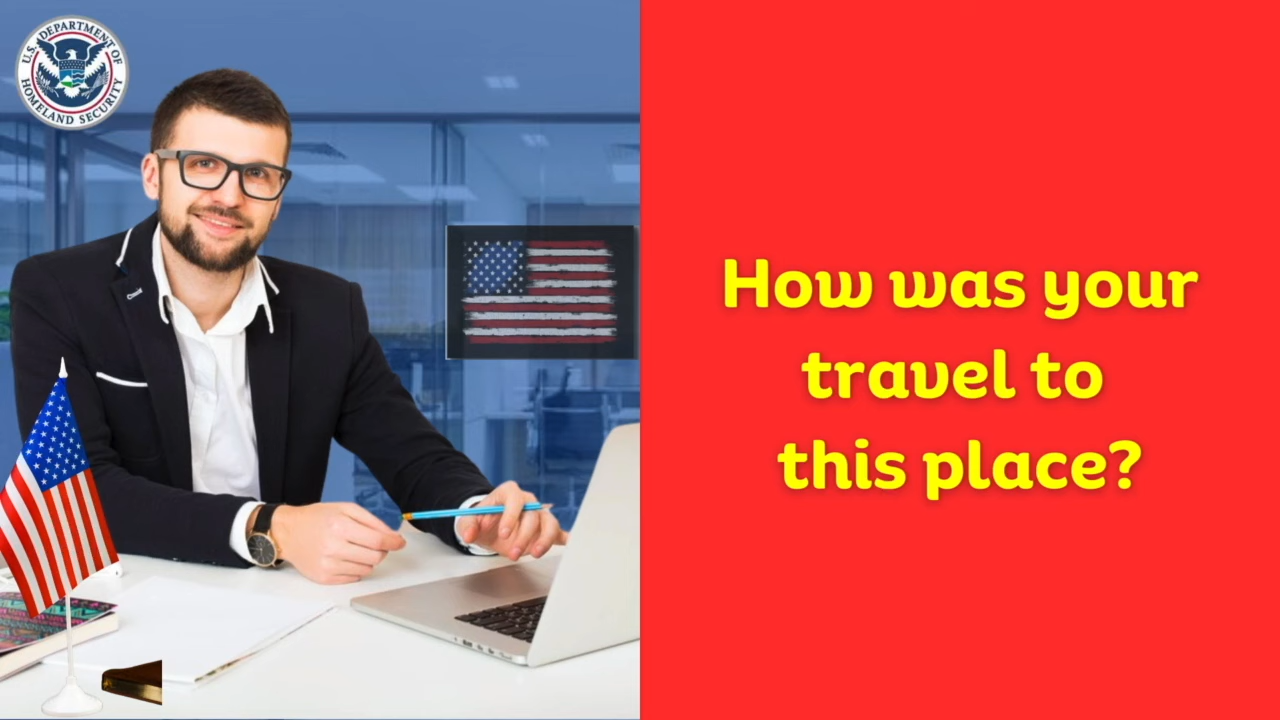 U.S. DEPARTMENT OF
HOMELAND SECURITY
How was your
travel to
this place?